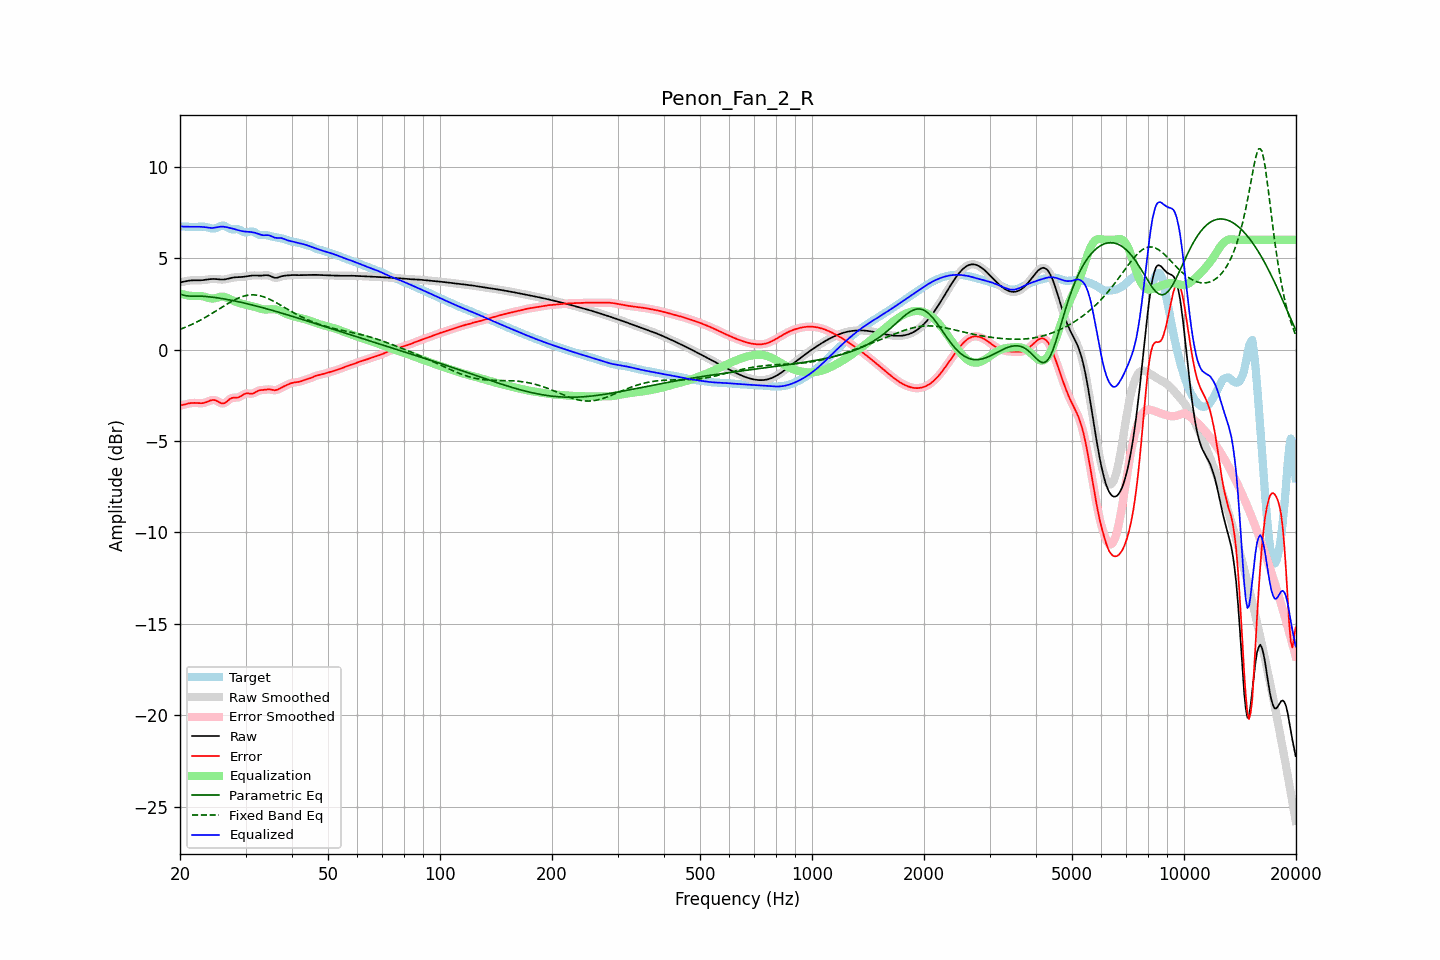 Penon_Fan_2_R
Amplitude (dBr)
10
5
0
−5
−10
−15
−20
−25
Target
Raw Smoothed
Error Smoothed
Raw
Error
Equalization
Parametric Eq
Fixed Band Eq
Equalized
20 50 100 200 500 1000 2000 5000 10000 20000
Frequency (Hz)